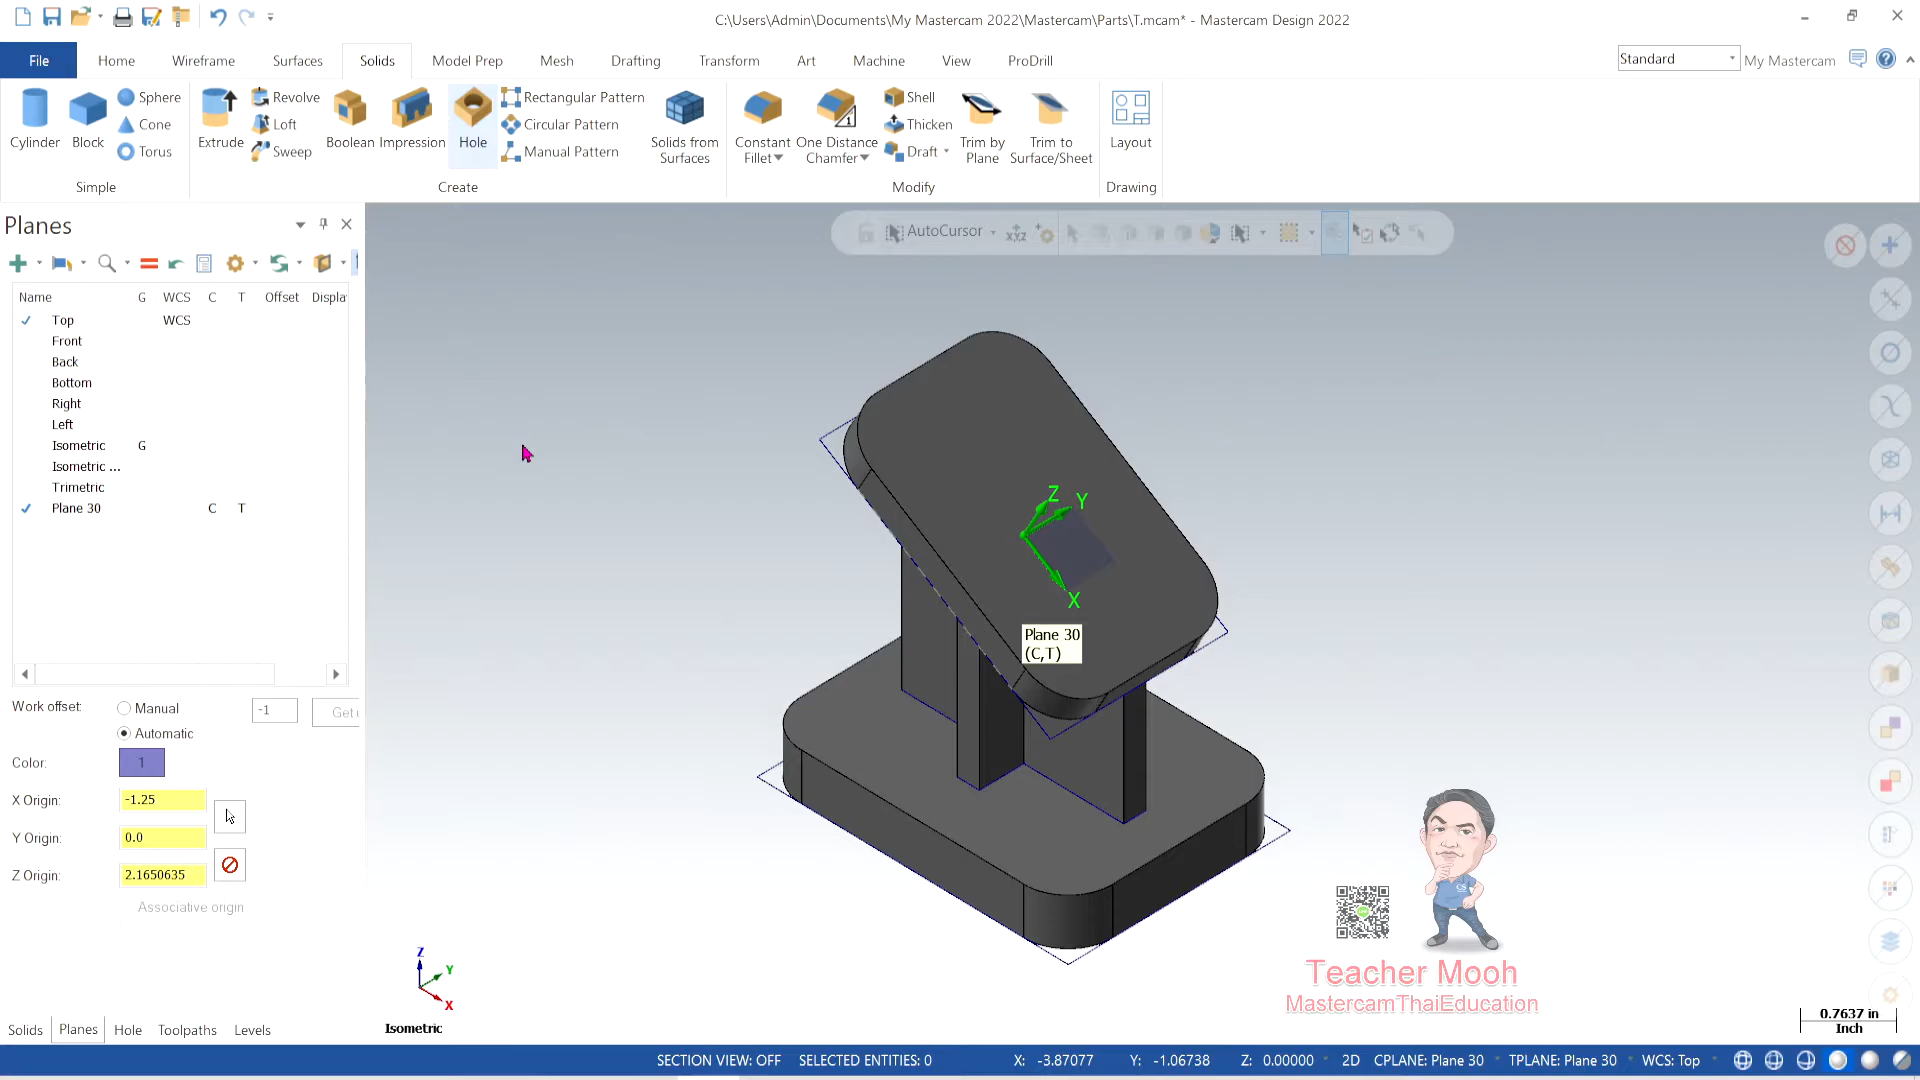 C:\Users\Admin\Documents\My Mastercam 2022\Mastercam\Parts\T.mcam* - Mastercam Design 2022
File Home Wireframe Surfaces Solids Model Prep Mesh Drafting Transform Art Machine View ProDrill Standard My Mastercam
Cylinder Block Sphere Cone Torus
Simple
Extrude Revolve Loft Sweep Boolean Impression Hole Rectangular Pattern Circular Pattern Manual Pattern Solids from Surfaces
Create
Constant Fillet One Distance Chamfer Shell Thicken Draft Trim by Plane Trim to Surface/Sheet
Modify
Layout
Drawing
Planes
AutoCursor
Name G WCS C T Offset Displa
Top WCS
Front
Back
Bottom
Right
Left
Isometric G
Isometric ...
Trimetric
Plane 30 C T
Work offset: Manual -1 Get
Automatic
Color: 1
X Origin: -1.25
Y Origin: 0.0
Z Origin: 2.1650635
Associative origin
Z Y
X
Plane 30
(C,T)
Z
Y
X
Isometric
Teacher Mooh
MastercamThaiEducation
0.7637 in
Inch
Solids Planes Hole Toolpaths Levels
SECTION VIEW: OFF SELECTED ENTITIES: 0 X: -3.87077 Y: -1.06738 Z: 0.00000 2D CPLANE: Plane 30 TPLANE: Plane 30 WCS: Top